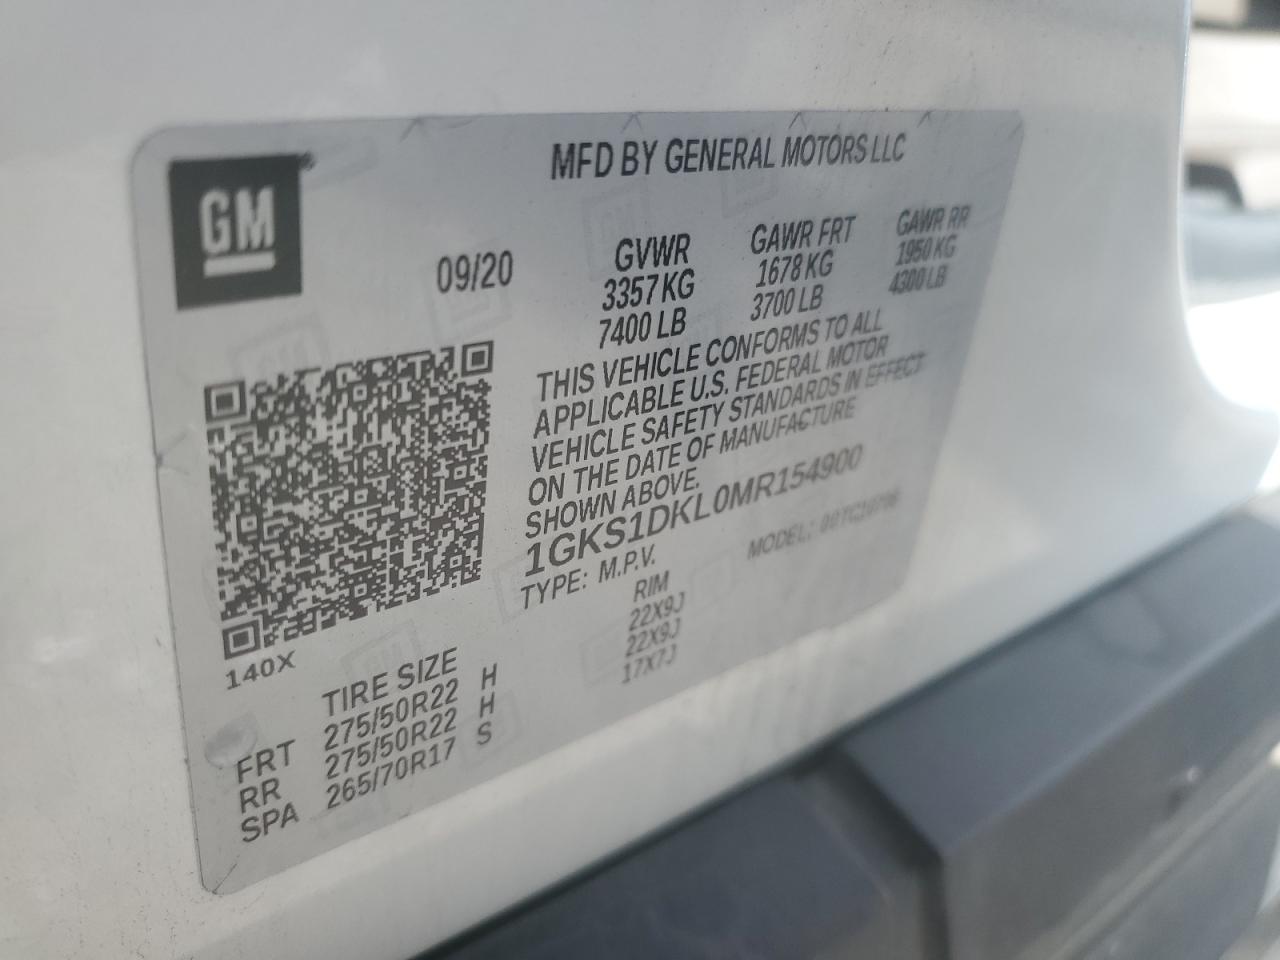 GM
MFD BY GENERAL MOTORS LLC
09/20
GVWR
3357 KG
7400 LB
GAWR FRT
1678 KG
3700 LB
GAWR RR
1950 KG
4300 LB
THIS VEHICLE CONFORMS TO ALL
APPLICABLE U.S. FEDERAL MOTOR
VEHICLE SAFETY STANDARDS IN EFFECT
ON THE DATE OF MANUFACTURE
SHOWN ABOVE.
1GKS1DKL0MR154900
TYPE: M.P.V.
MODEL:
140X
TIRE SIZE RIM
FRT 275/50R22 H 22X9J
RR 275/50R22 H 22X9J
SPA 265/70R17 S 17X7J